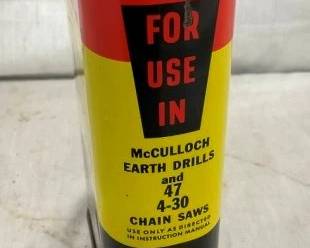 FOR
USE
IN
McCULLOCH
EARTH DRILLS
and
47
4-30
CHAIN SAWS
USE ONLY AS DIRECTED
IN INSTRUCTION MANUAL